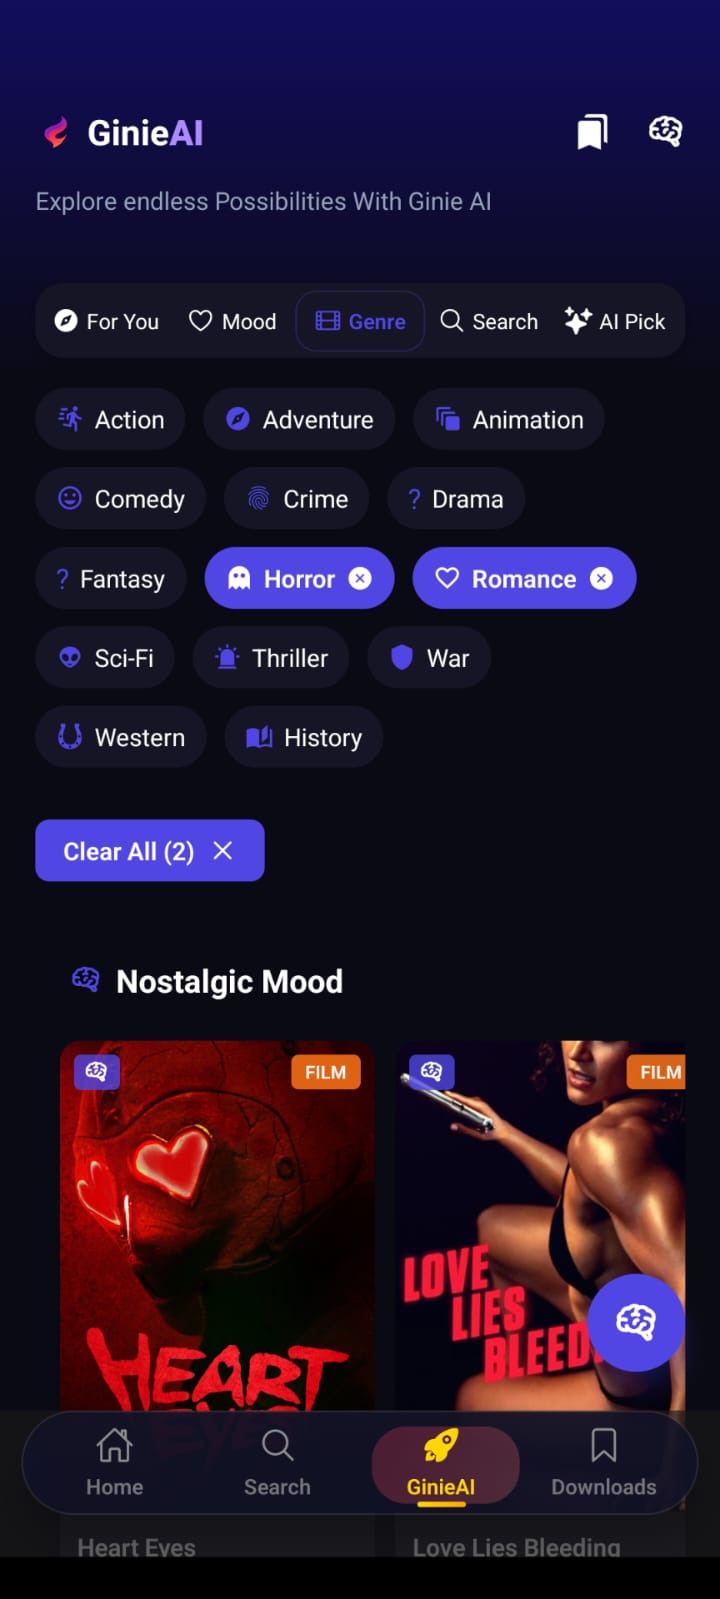 GinieAI
Explore endless Possibilities With Ginie AI
For You Mood Genre Search AI Pick
Action Adventure Animation
Comedy Crime ? Drama
? Fantasy Horror Romance
Sci-Fi Thriller War
Western History
Clear All (2)
Nostalgic Mood
FILM FILM
LOVE
LIES
HEART
EYES
Home Search GinieAI Downloads
Heart Eyes Love Lies Bleeding